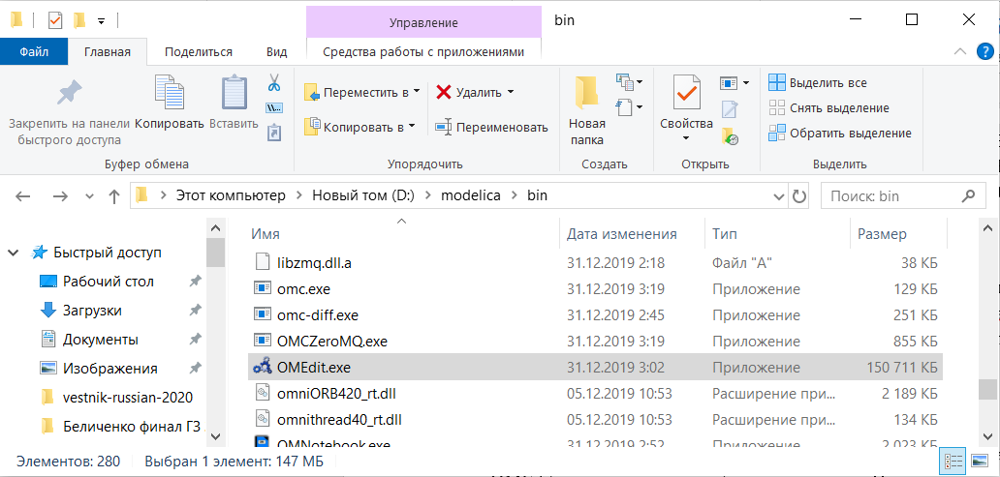 Управление
bin
Файл
Главная
Поделиться
Вид
Средства работы с приложениями
?
Закрепить на панели
быстрого доступа
Копировать
Вставить
Буфер обмена
Переместить в
Копировать в
Удалить
Переименовать
Упорядочить
Новая
папка
Создать
Свойства
Открыть
Выделить все
Снять выделение
Обратить выделение
Выделить
Этот компьютер > Новый том (D:) > modelica > bin
Поиск: bin
Быстрый доступ
Рабочий стол
Загрузки
Документы
Изображения
vestnik-russian-2020
Беличенко финал ГЗ
Имя Дата изменения Тип Размер
libzmq.dll.a 31.12.2019 2:18 Файл "A" 38 КБ
omc.exe 31.12.2019 3:19 Приложение 129 КБ
omc-diff.exe 31.12.2019 2:45 Приложение 251 КБ
OMCZeroMQ.exe 31.12.2019 3:19 Приложение 855 КБ
OMEdit.exe 31.12.2019 3:02 Приложение 150 711 КБ
omniORB420_rt.dll 05.12.2019 10:53 Расширение при... 2 189 КБ
omnithread40_rt.dll 05.12.2019 10:53 Расширение при... 134 КБ
OMNotebook.exe 31.12.2019 2:52 Приложение 2 023 КБ
Элементов: 280 Выбран 1 элемент: 147 МБ